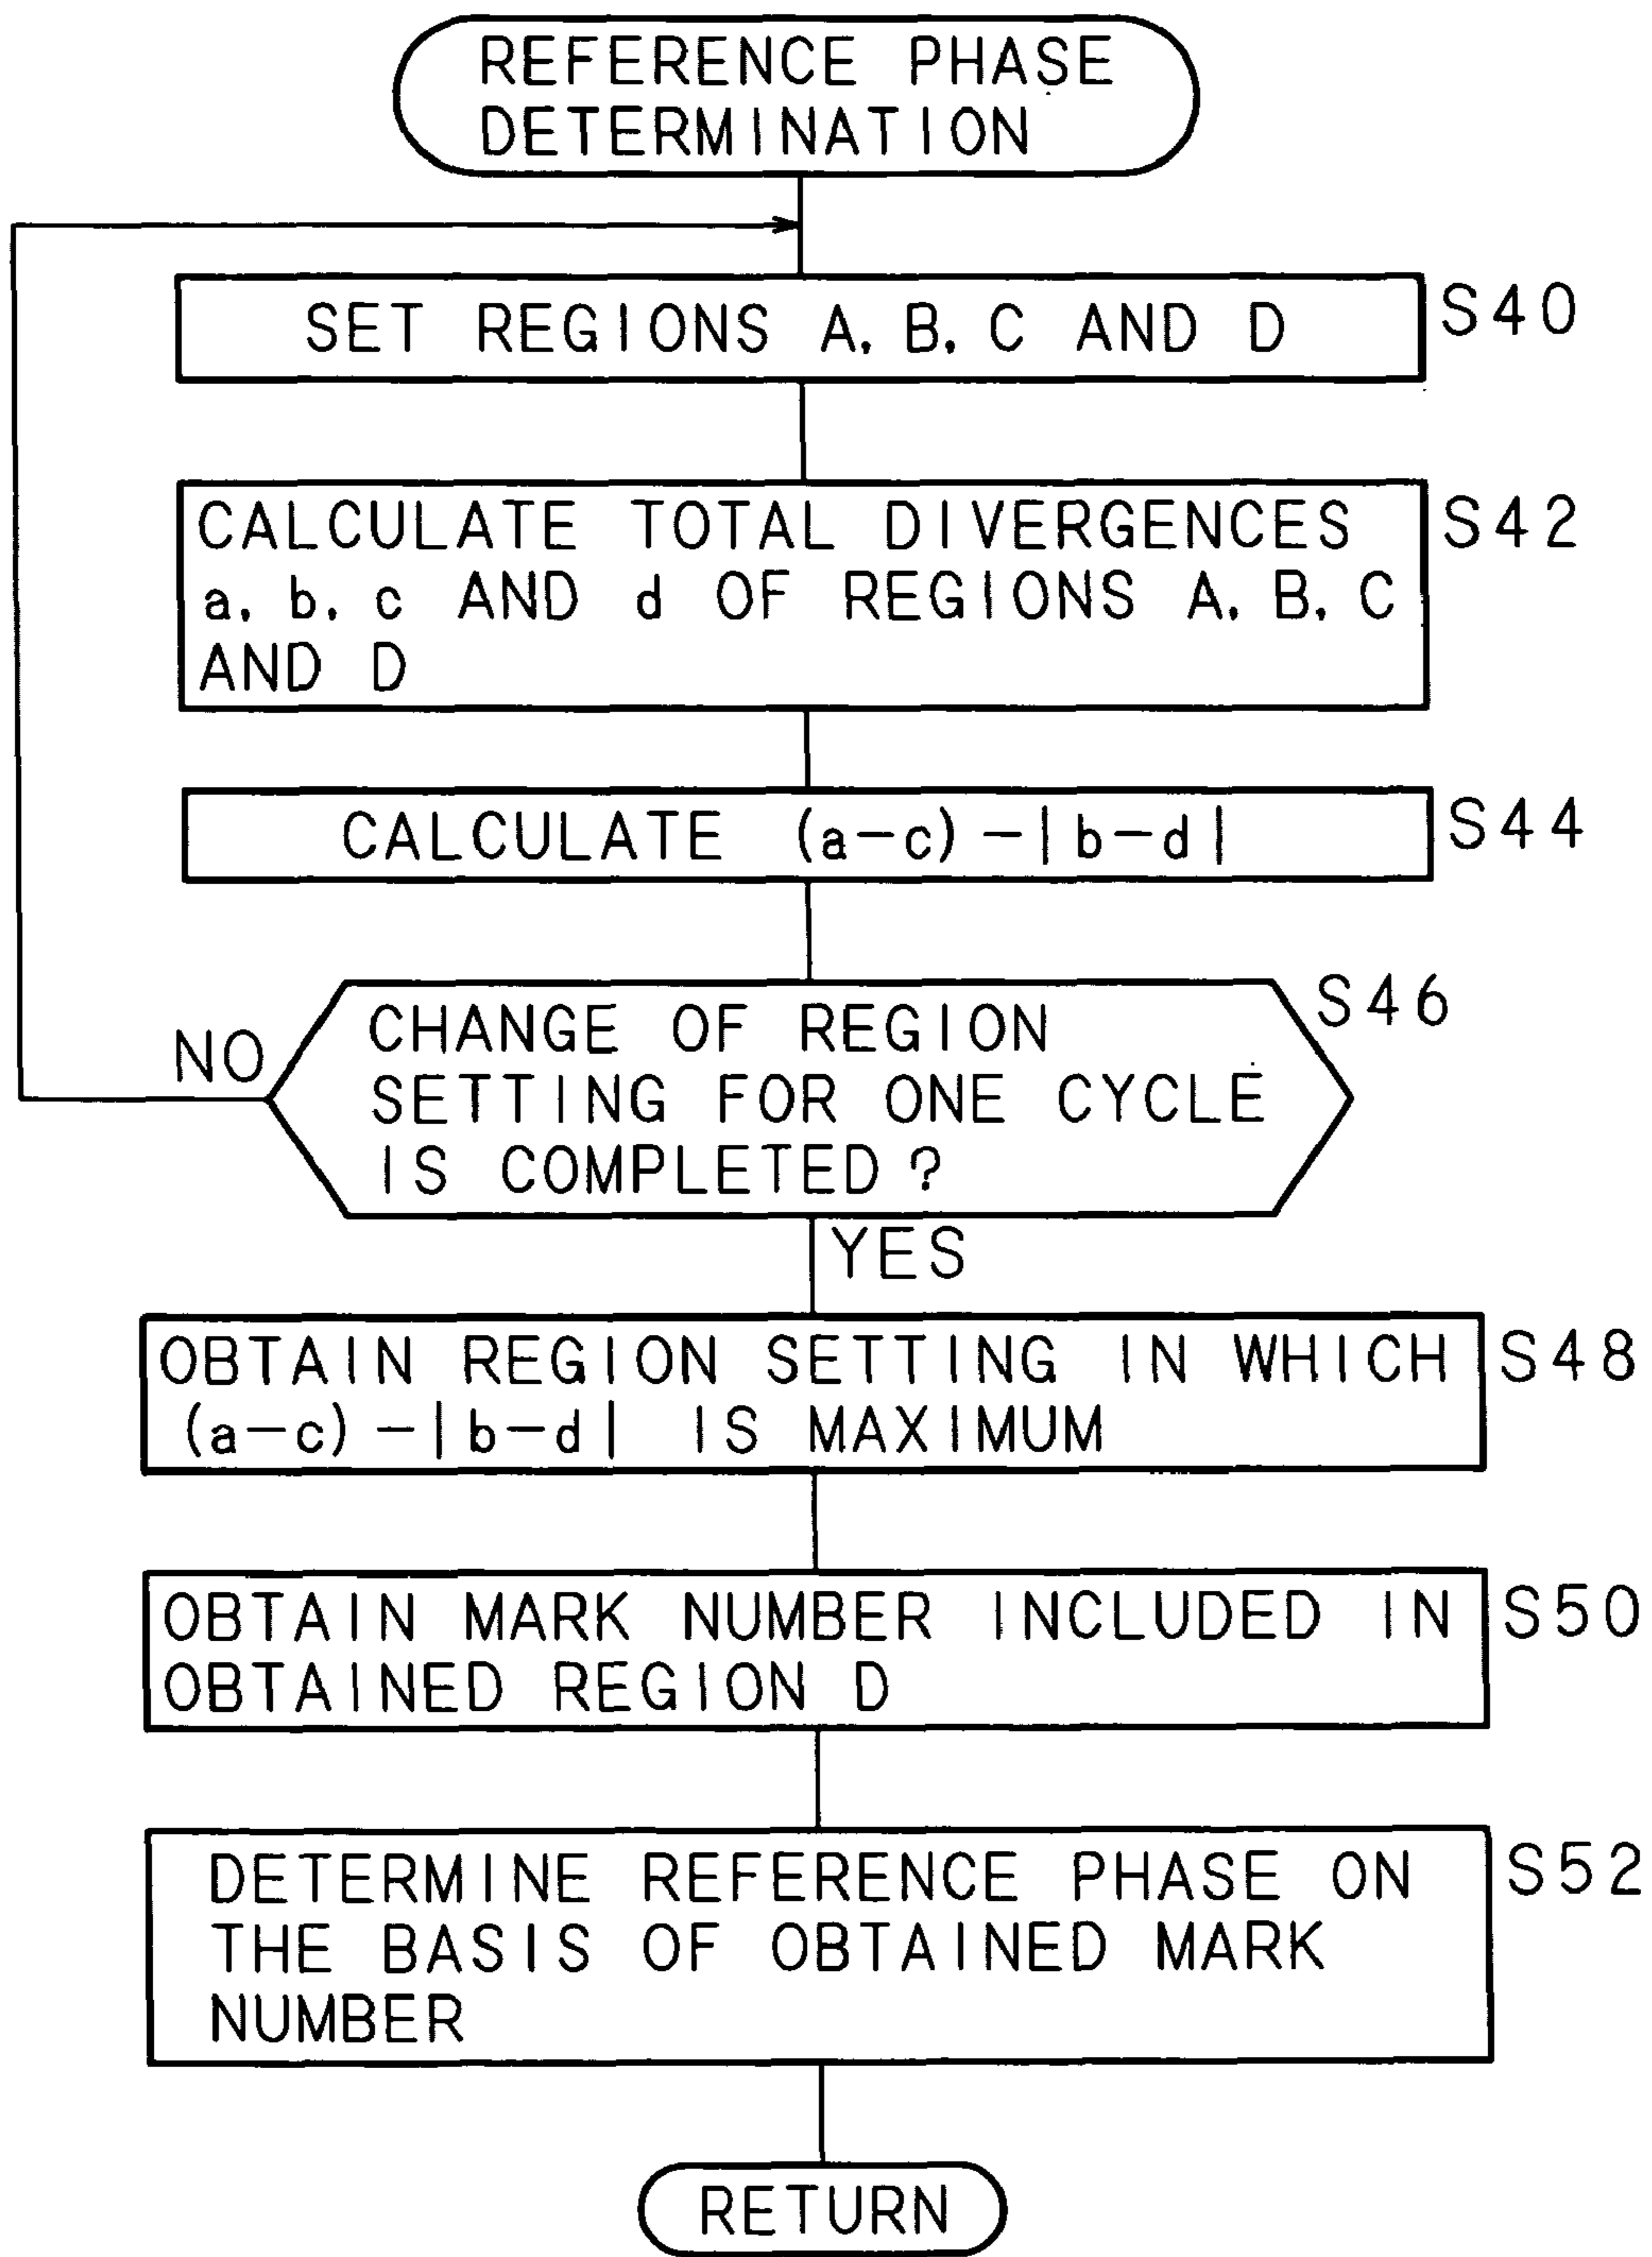 REFERENCE PHASE
DETERMINATION
SET REGIONS A, B, C AND D
S40
CALCULATE TOTAL DIVERGENCES
a, b, c AND d OF REGIONS A, B, C
AND D
S42
CALCULATE (a-c)-|b-d|
S44
CHANGE OF REGION
SETTING FOR ONE CYCLE
IS COMPLETED?
S46
NO
YES
OBTAIN REGION SETTING IN WHICH
(a-c)-|b-d| IS MAXIMUM
S48
OBTAIN MARK NUMBER INCLUDED IN
OBTAINED REGION D
S50
DETERMINE REFERENCE PHASE ON
THE BASIS OF OBTAINED MARK
NUMBER
S52
RETURN